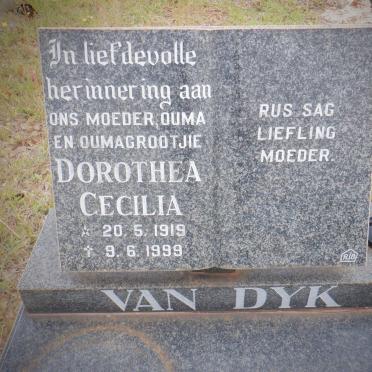 In liefdevolle
herinnering aan
ONS MOEDER, OUMA
EN OUMAGROOTJIE
DOROTHEA
CECILIA
☆ 20. 5. 1919
✝ 9. 6. 1999
RUS SAG
LIEFLING
MOEDER.
RJB
VAN DYK